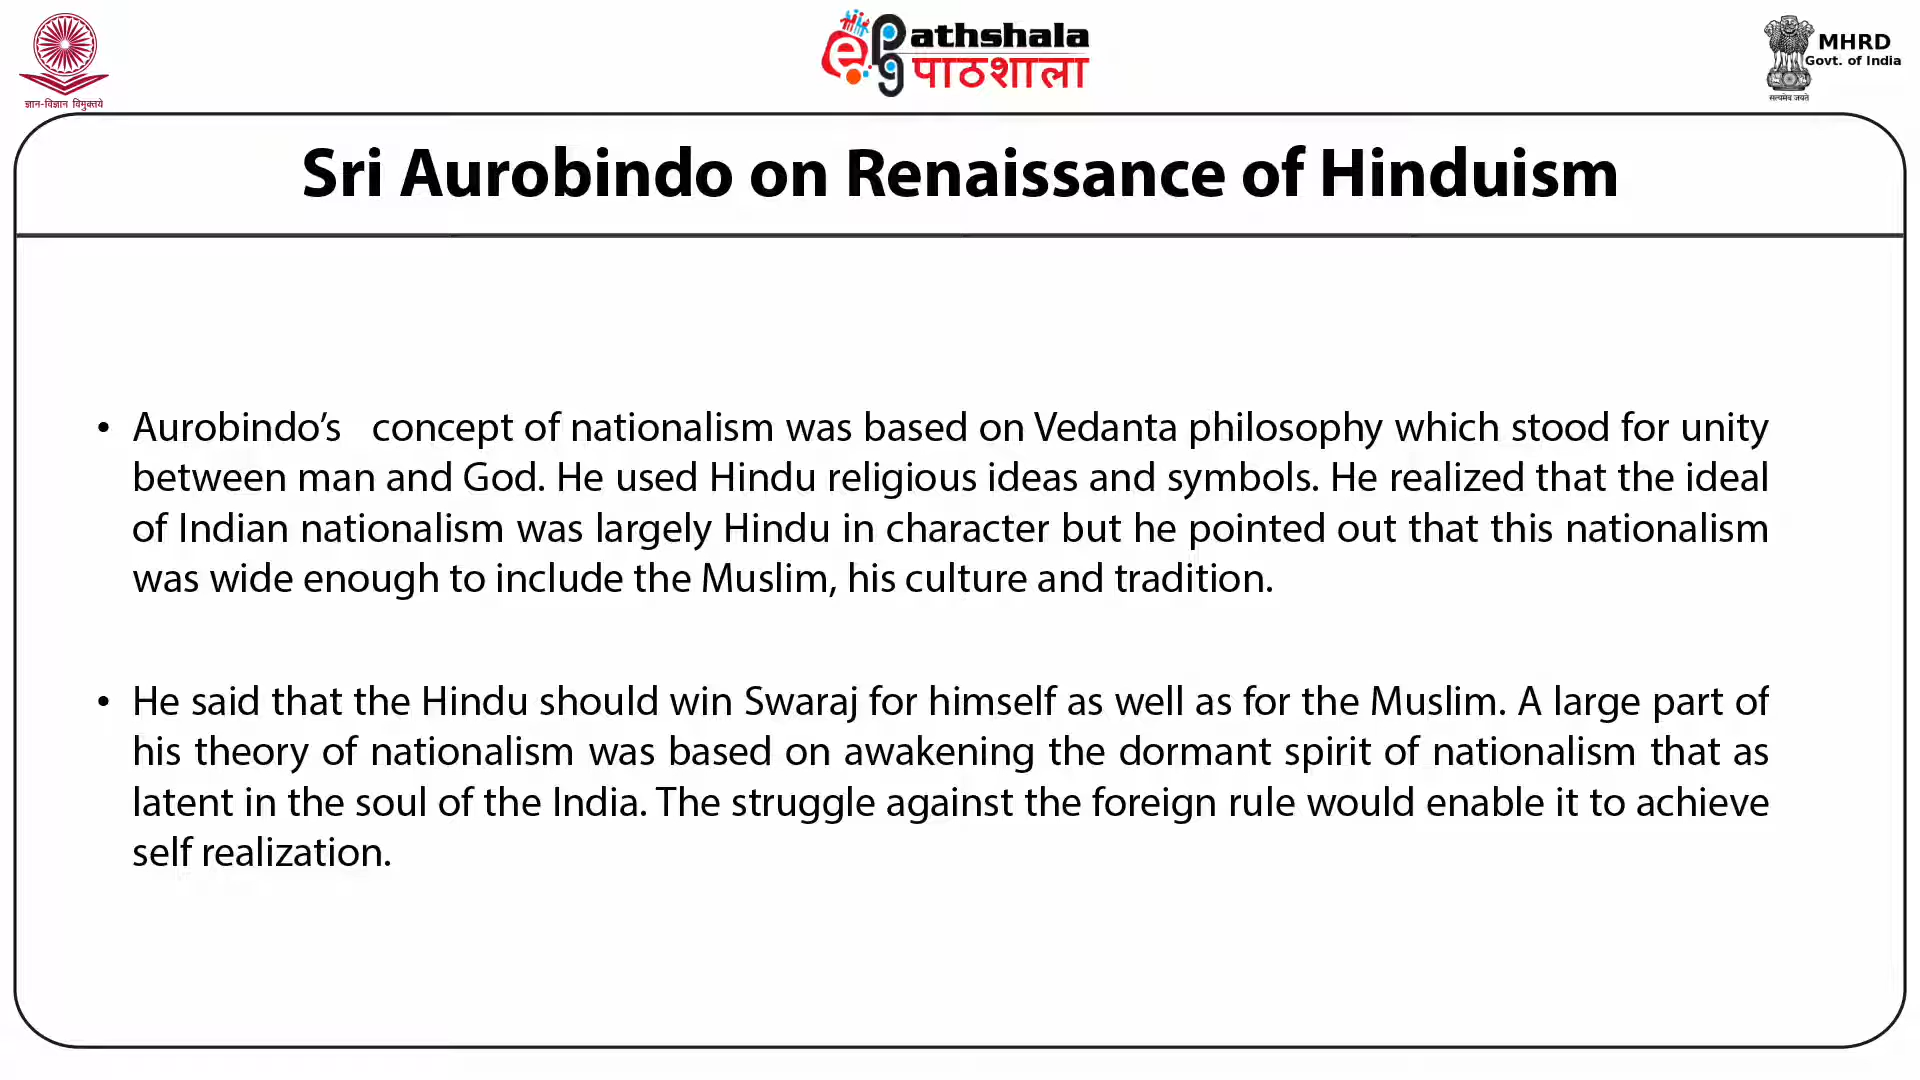 ज्ञान-विज्ञान विमुक्तये
e Pathshala
पाठशाला
MHRD
Govt. of India
सत्यमेव जयते
Sri Aurobindo on Renaissance of Hinduism
• Aurobindo’s concept of nationalism was based on Vedanta philosophy which stood for unity
between man and God. He used Hindu religious ideas and symbols. He realized that the ideal
of Indian nationalism was largely Hindu in character but he pointed out that this nationalism
was wide enough to include the Muslim, his culture and tradition.
• He said that the Hindu should win Swaraj for himself as well as for the Muslim. A large part of
his theory of nationalism was based on awakening the dormant spirit of nationalism that as
latent in the soul of the India. The struggle against the foreign rule would enable it to achieve
self realization.